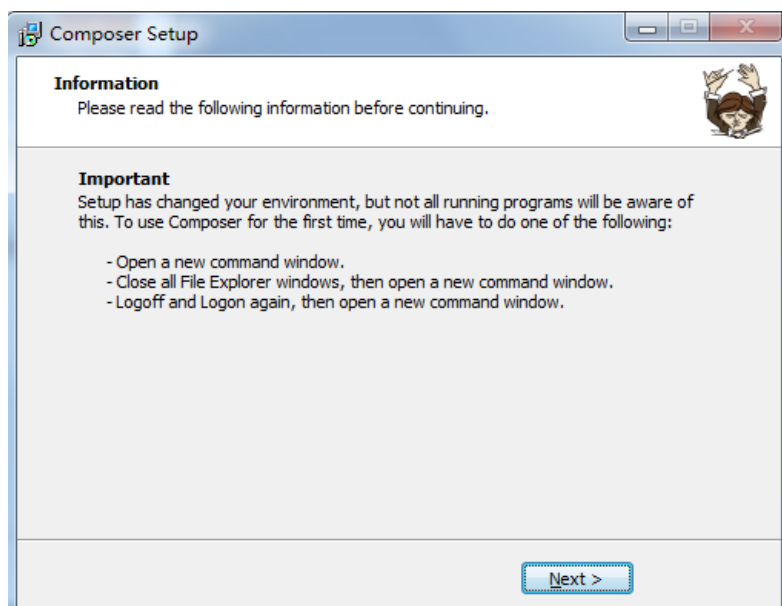 Composer Setup
Information
Please read the following information before continuing.
Important
Setup has changed your environment, but not all running programs will be aware of
this. To use Composer for the first time, you will have to do one of the following:
- Open a new command window.
- Close all File Explorer windows, then open a new command window.
- Logoff and Logon again, then open a new command window.
Next >